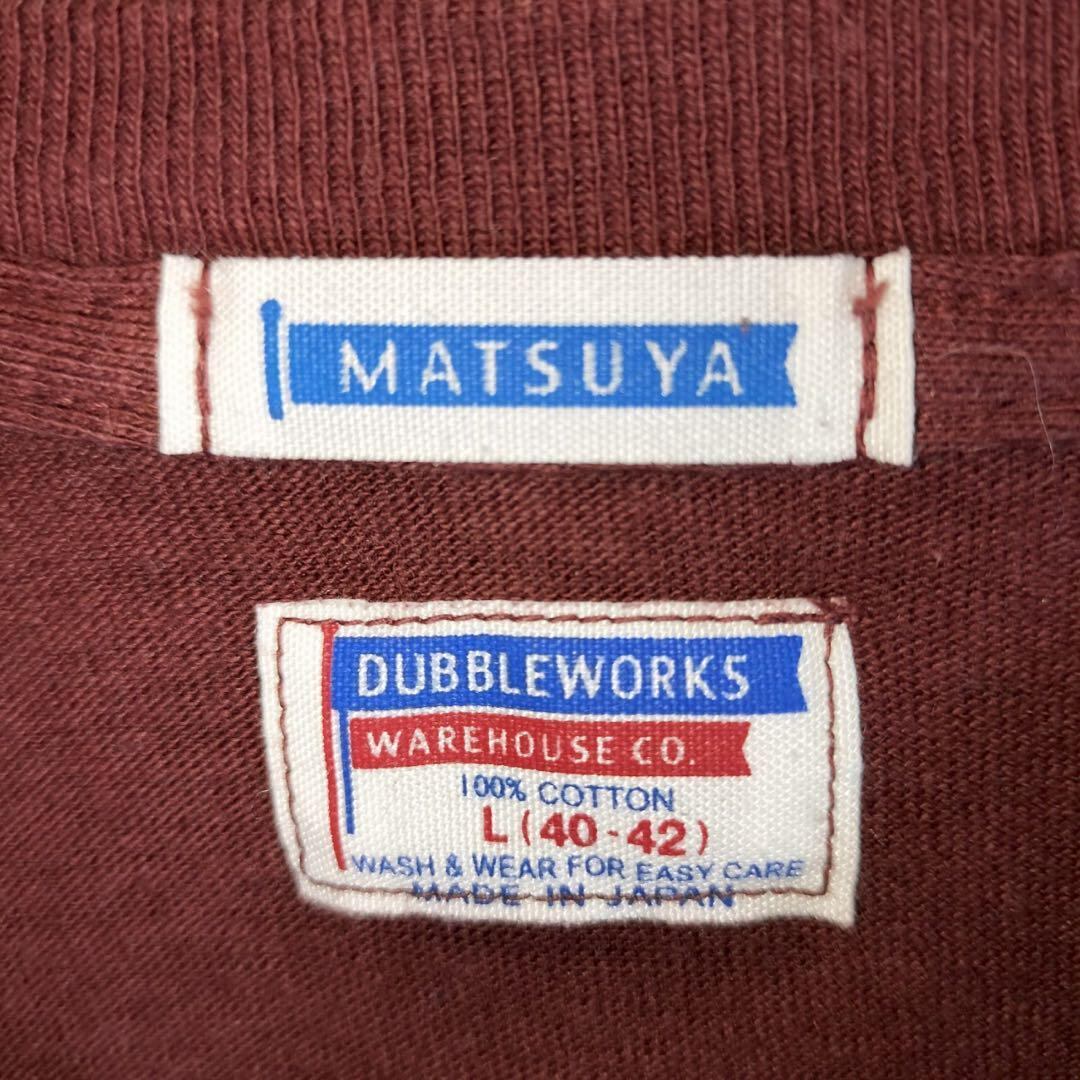 MATSUYA
DUBBLEWORKS
WAREHOUSE CO.
100% COTTON
L (40-42)
WASH & WEAR FOR EASY CARE
MADE IN JAPAN